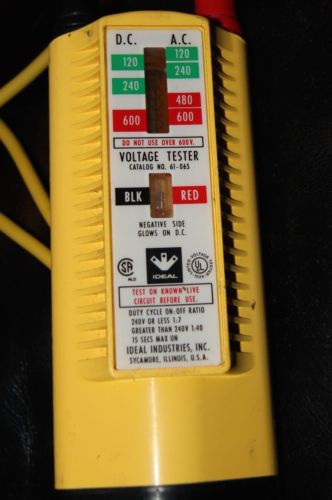 D.C. A.C.
120 120
240 240
480
600 600
DO NOT USE OVER 600V.
VOLTAGE TESTER
CATALOG NO. 61-065
BLK RED
NEGATIVE SIDE
GLOWS ON D.C.
IDEAL
TEST ON KNOWN LIVE
CIRCUIT BEFORE USE.
DUTY CYCLE ON:OFF RATIO
240V OR LESS 1:7
GREATER THAN 240V 1:40
15 SECS MAX ON
IDEAL INDUSTRIES, INC.
SYCAMORE, ILLINOIS, U.S.A.